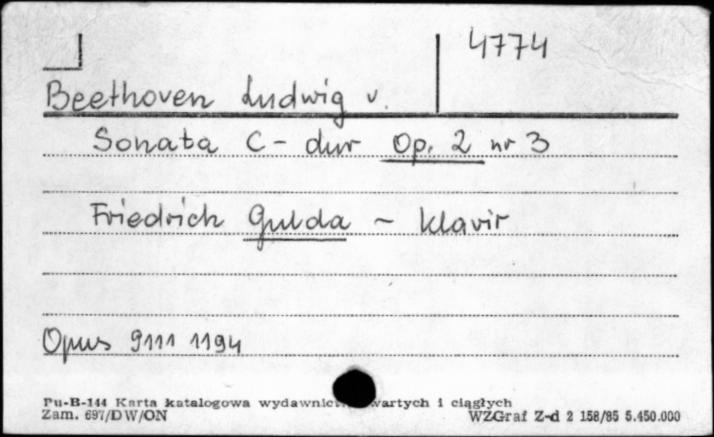 4774
Beethoven Ludwig v.
Sonata C-dur Op. 2 nr 3
Friedrich Gulda - klavir
Opus 9111 1194
Pu-B-144 Karta katalogowa wydawnic wartych i ciągłych
Zam. 697/DW/ON WZGraf Z-d 2 158/85 5.450.000